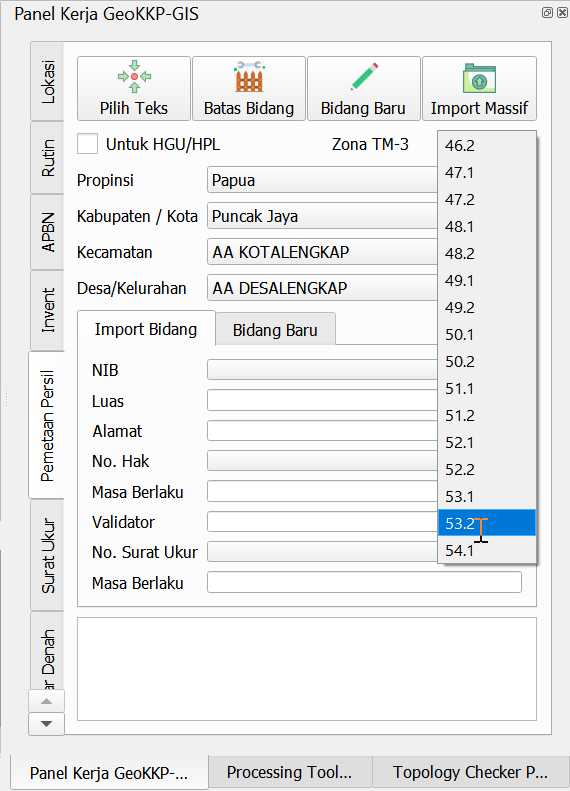 Panel Kerja GeoKKP-GIS
Lokasi
Rutin
APBN
Invent
Pemetaan Persil
Surat Ukur
ar Denah
Pilih Teks
Batas Bidang
Bidang Baru
Import Massif
Untuk HGU/HPL
Zona TM-3
Propinsi
Papua
Kabupaten / Kota
Puncak Jaya
Kecamatan
AA KOTALENGKAP
Desa/Kelurahan
AA DESALENGKAP
Import Bidang
Bidang Baru
NIB
Luas
Alamat
No. Hak
Masa Berlaku
Validator
No. Surat Ukur
Masa Berlaku
46.2
47.1
47.2
48.1
48.2
49.1
49.2
50.1
50.2
51.1
51.2
52.1
52.2
53.1
53.2
54.1
Panel Kerja GeoKKP-...
Processing Tool...
Topology Checker P...